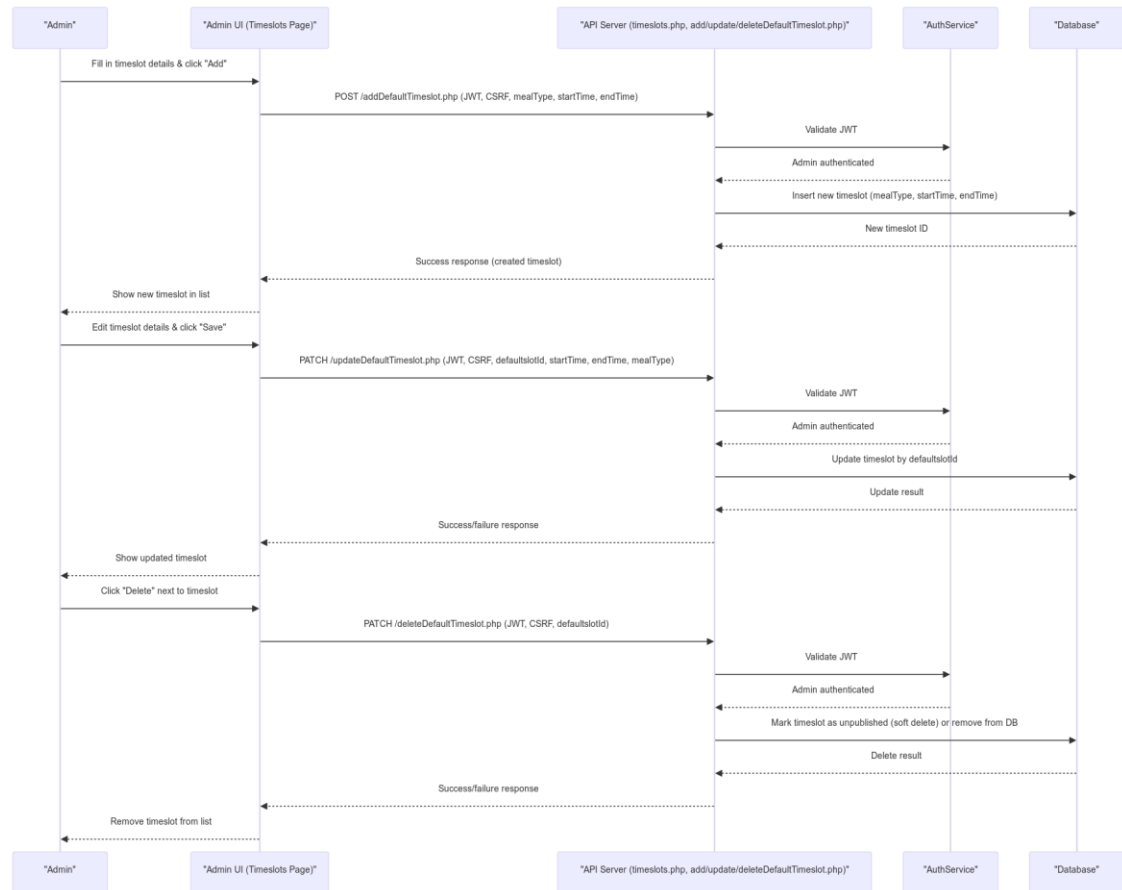 "Admin"
"Admin UI (Timeslots Page)"
"API Server (timeslots.php, add/update/deleteDefaultTimeslot.php)"
"AuthService"
"Database"
Fill in timeslot details & click "Add"
POST /addDefaultTimeslot.php (JWT, CSRF, mealType, startTime, endTime)
Validate JWT
Admin authenticated
Insert new timeslot (mealType, startTime, endTime)
New timeslot ID
Success response (created timeslot)
Show new timeslot in list
Edit timeslot details & click "Save"
PATCH /updateDefaultTimeslot.php (JWT, CSRF, defaultslotId, startTime, endTime, mealType)
Validate JWT
Admin authenticated
Update timeslot by defaultslotId
Update result
Success/failure response
Show updated timeslot
Click "Delete" next to timeslot
PATCH /deleteDefaultTimeslot.php (JWT, CSRF, defaultslotId)
Validate JWT
Admin authenticated
Mark timeslot as unpublished (soft delete) or remove from DB
Delete result
Success/failure response
Remove timeslot from list
"Admin"
"Admin UI (Timeslots Page)"
"API Server (timeslots.php, add/update/deleteDefaultTimeslot.php)"
"AuthService"
"Database"